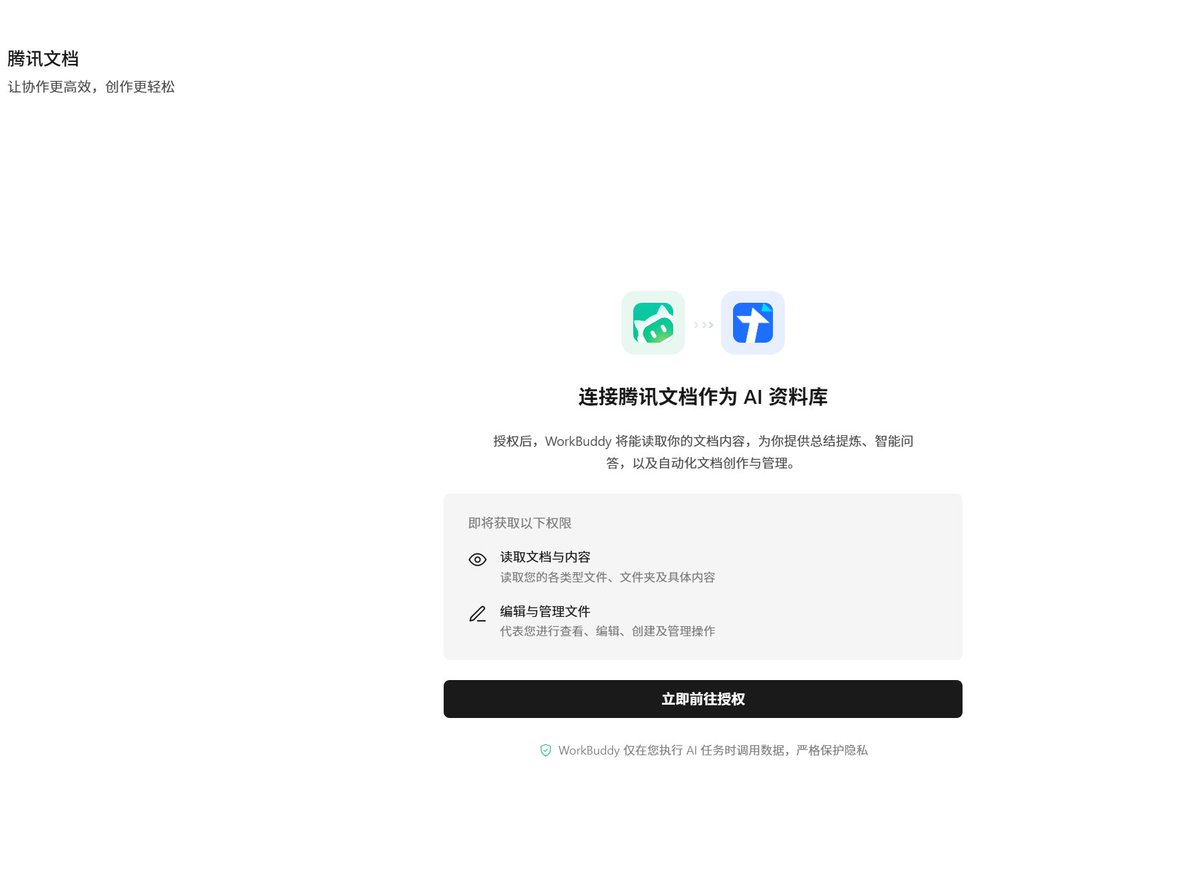 腾讯文档
让协作更高效，创作更轻松
连接腾讯文档作为 AI 资料库
授权后，WorkBuddy 将能读取你的文档内容，为你提供总结提炼、智能问
答，以及自动化文档创作与管理。
即将获取以下权限
读取文档与内容
读取您的各类型文件、文件夹及具体内容
编辑与管理文件
代表您进行查看、编辑、创建及管理操作
立即前往授权
WorkBuddy 仅在您执行 AI 任务时调用数据，严格保护隐私